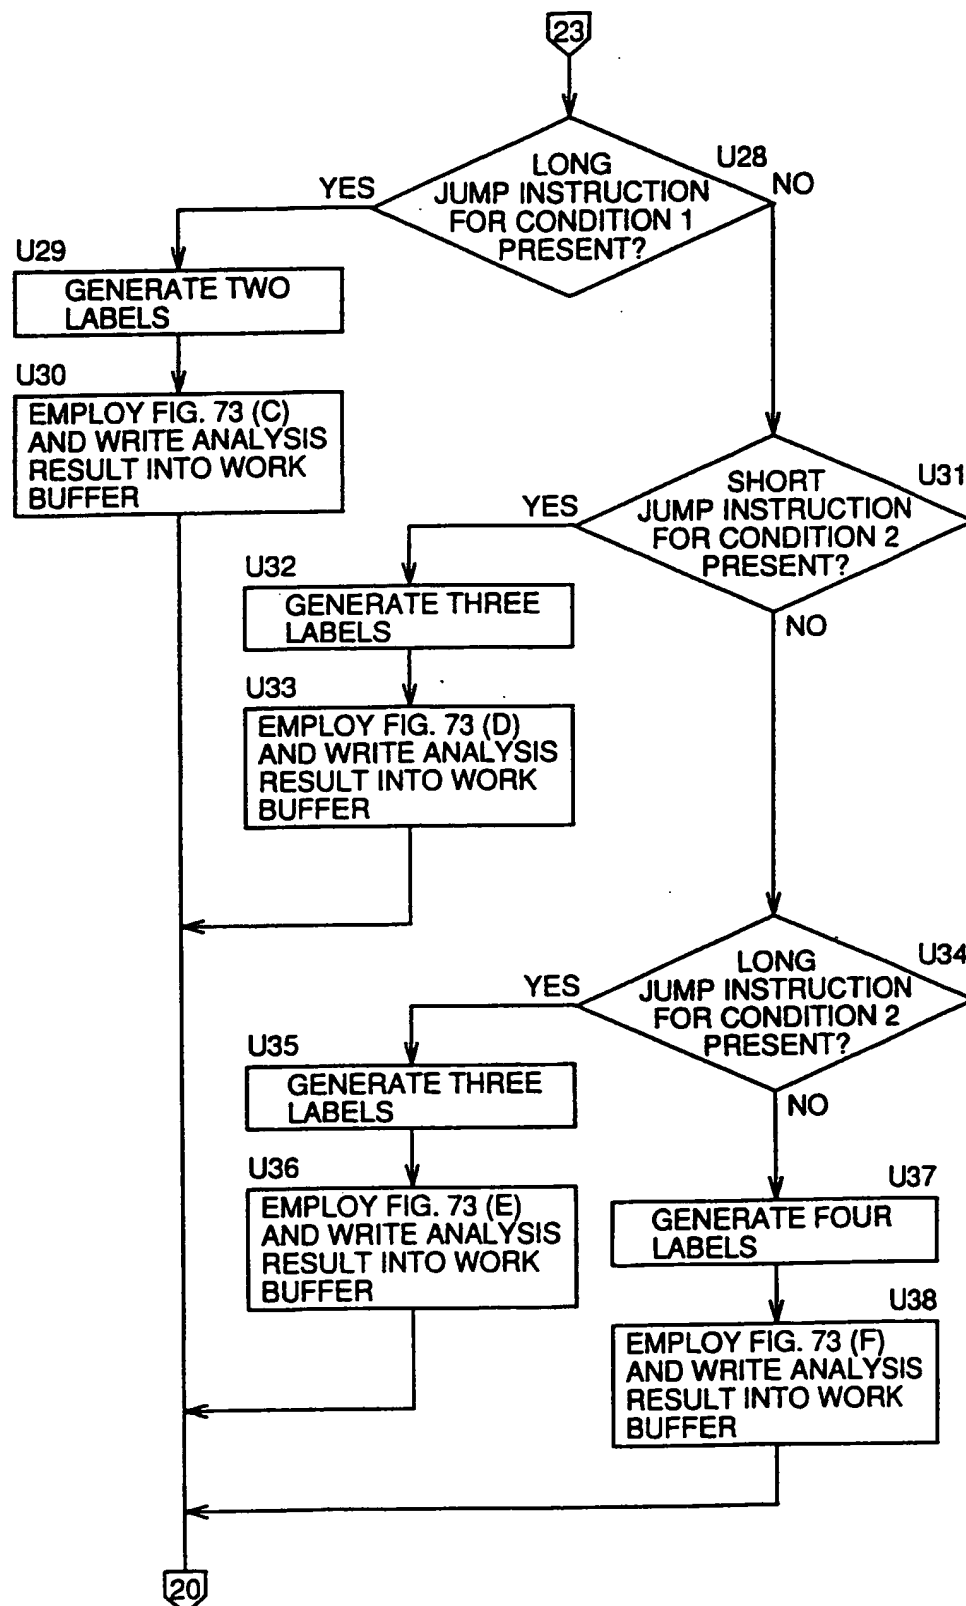 23
U28
LONG
JUMP INSTRUCTION
FOR CONDITION 1
PRESENT?
YES
NO
U29
GENERATE TWO
LABELS
U30
EMPLOY FIG. 73 (C)
AND WRITE ANALYSIS
RESULT INTO WORK
BUFFER
U31
SHORT
JUMP INSTRUCTION
FOR CONDITION 2
PRESENT?
YES
NO
U32
GENERATE THREE
LABELS
U33
EMPLOY FIG. 73 (D)
AND WRITE ANALYSIS
RESULT INTO WORK
BUFFER
U34
LONG
JUMP INSTRUCTION
FOR CONDITION 2
PRESENT?
YES
NO
U35
GENERATE THREE
LABELS
U36
EMPLOY FIG. 73 (E)
AND WRITE ANALYSIS
RESULT INTO WORK
BUFFER
U37
GENERATE FOUR
LABELS
U38
EMPLOY FIG. 73 (F)
AND WRITE ANALYSIS
RESULT INTO WORK
BUFFER
20